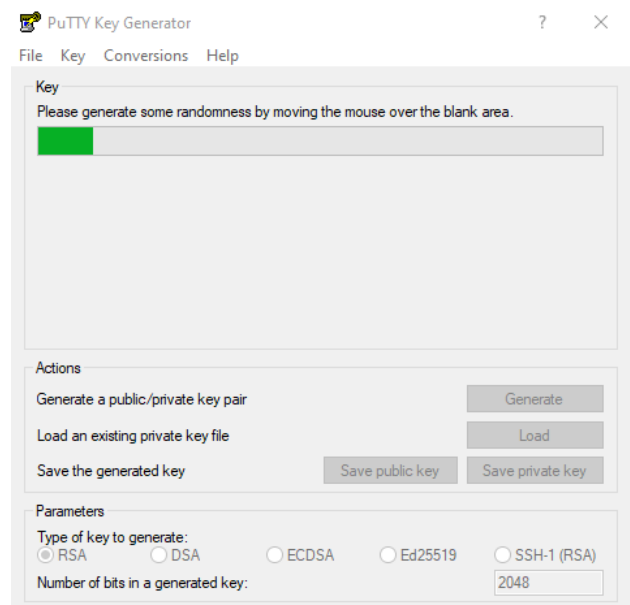 PuTTY Key Generator ?
File Key Conversions Help
Key
Please generate some randomness by moving the mouse over the blank area.
Actions
Generate a public/private key pair Generate
Load an existing private key file Load
Save the generated key Save public key Save private key
Parameters
Type of key to generate:
RSA DSA ECDSA Ed25519 SSH-1 (RSA)
Number of bits in a generated key: 2048